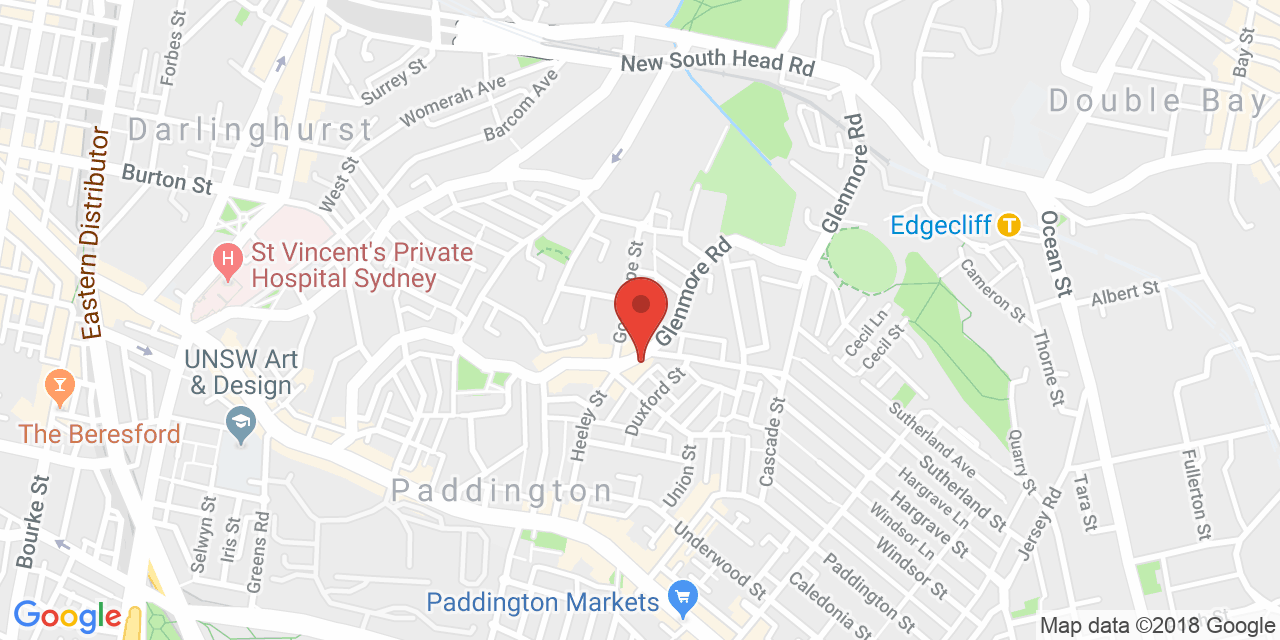 Forbes St
Surrey St
Womerah Ave
Barcom Ave
New South Head Rd
Bay St
Double Bay
Darlinghurst
Burton St
West St
Glenmore Rd
Eastern Distributor
St Vincent's Private
Hospital Sydney
Edgecliff
T
H
Ocean St
Glenmore Rd
Cameron St
Albert St
Cecil Ln
Cecil St
Thorne St
UNSW Art
& Design
The Beresford
Duxford St
Heeley St
Cascade St
Union St
Sutherland Ave
Sutherland St
Quarry St
Hargrave Ln
Hargrave St
Windsor Ln
Windsor St
Jersey Rd
Tara St
Fullerton St
Paddington
Bourke St
Selwyn St
Iris St
Greens Rd
Underwood St
Paddington St
Caledonia St
Paddington Markets
Google
Map data ©2018 Google